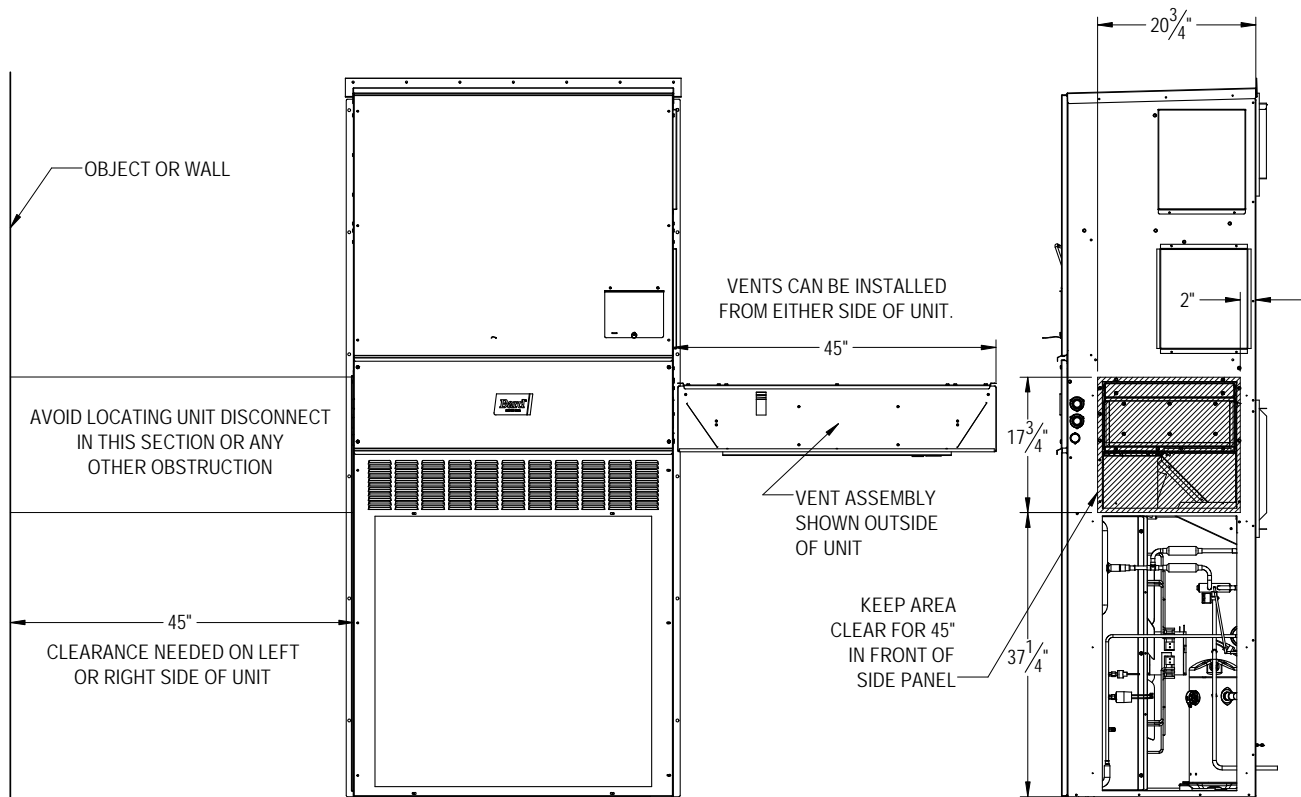 20 3/4"
OBJECT OR WALL
VENTS CAN BE INSTALLED
FROM EITHER SIDE OF UNIT.
2"
45"
Bard
AVOID LOCATING UNIT DISCONNECT
IN THIS SECTION OR ANY
OTHER OBSTRUCTION
17 3/4"
VENT ASSEMBLY
SHOWN OUTSIDE
OF UNIT
KEEP AREA
CLEAR FOR 45"
IN FRONT OF
SIDE PANEL
37 1/4"
45"
CLEARANCE NEEDED ON LEFT
OR RIGHT SIDE OF UNIT